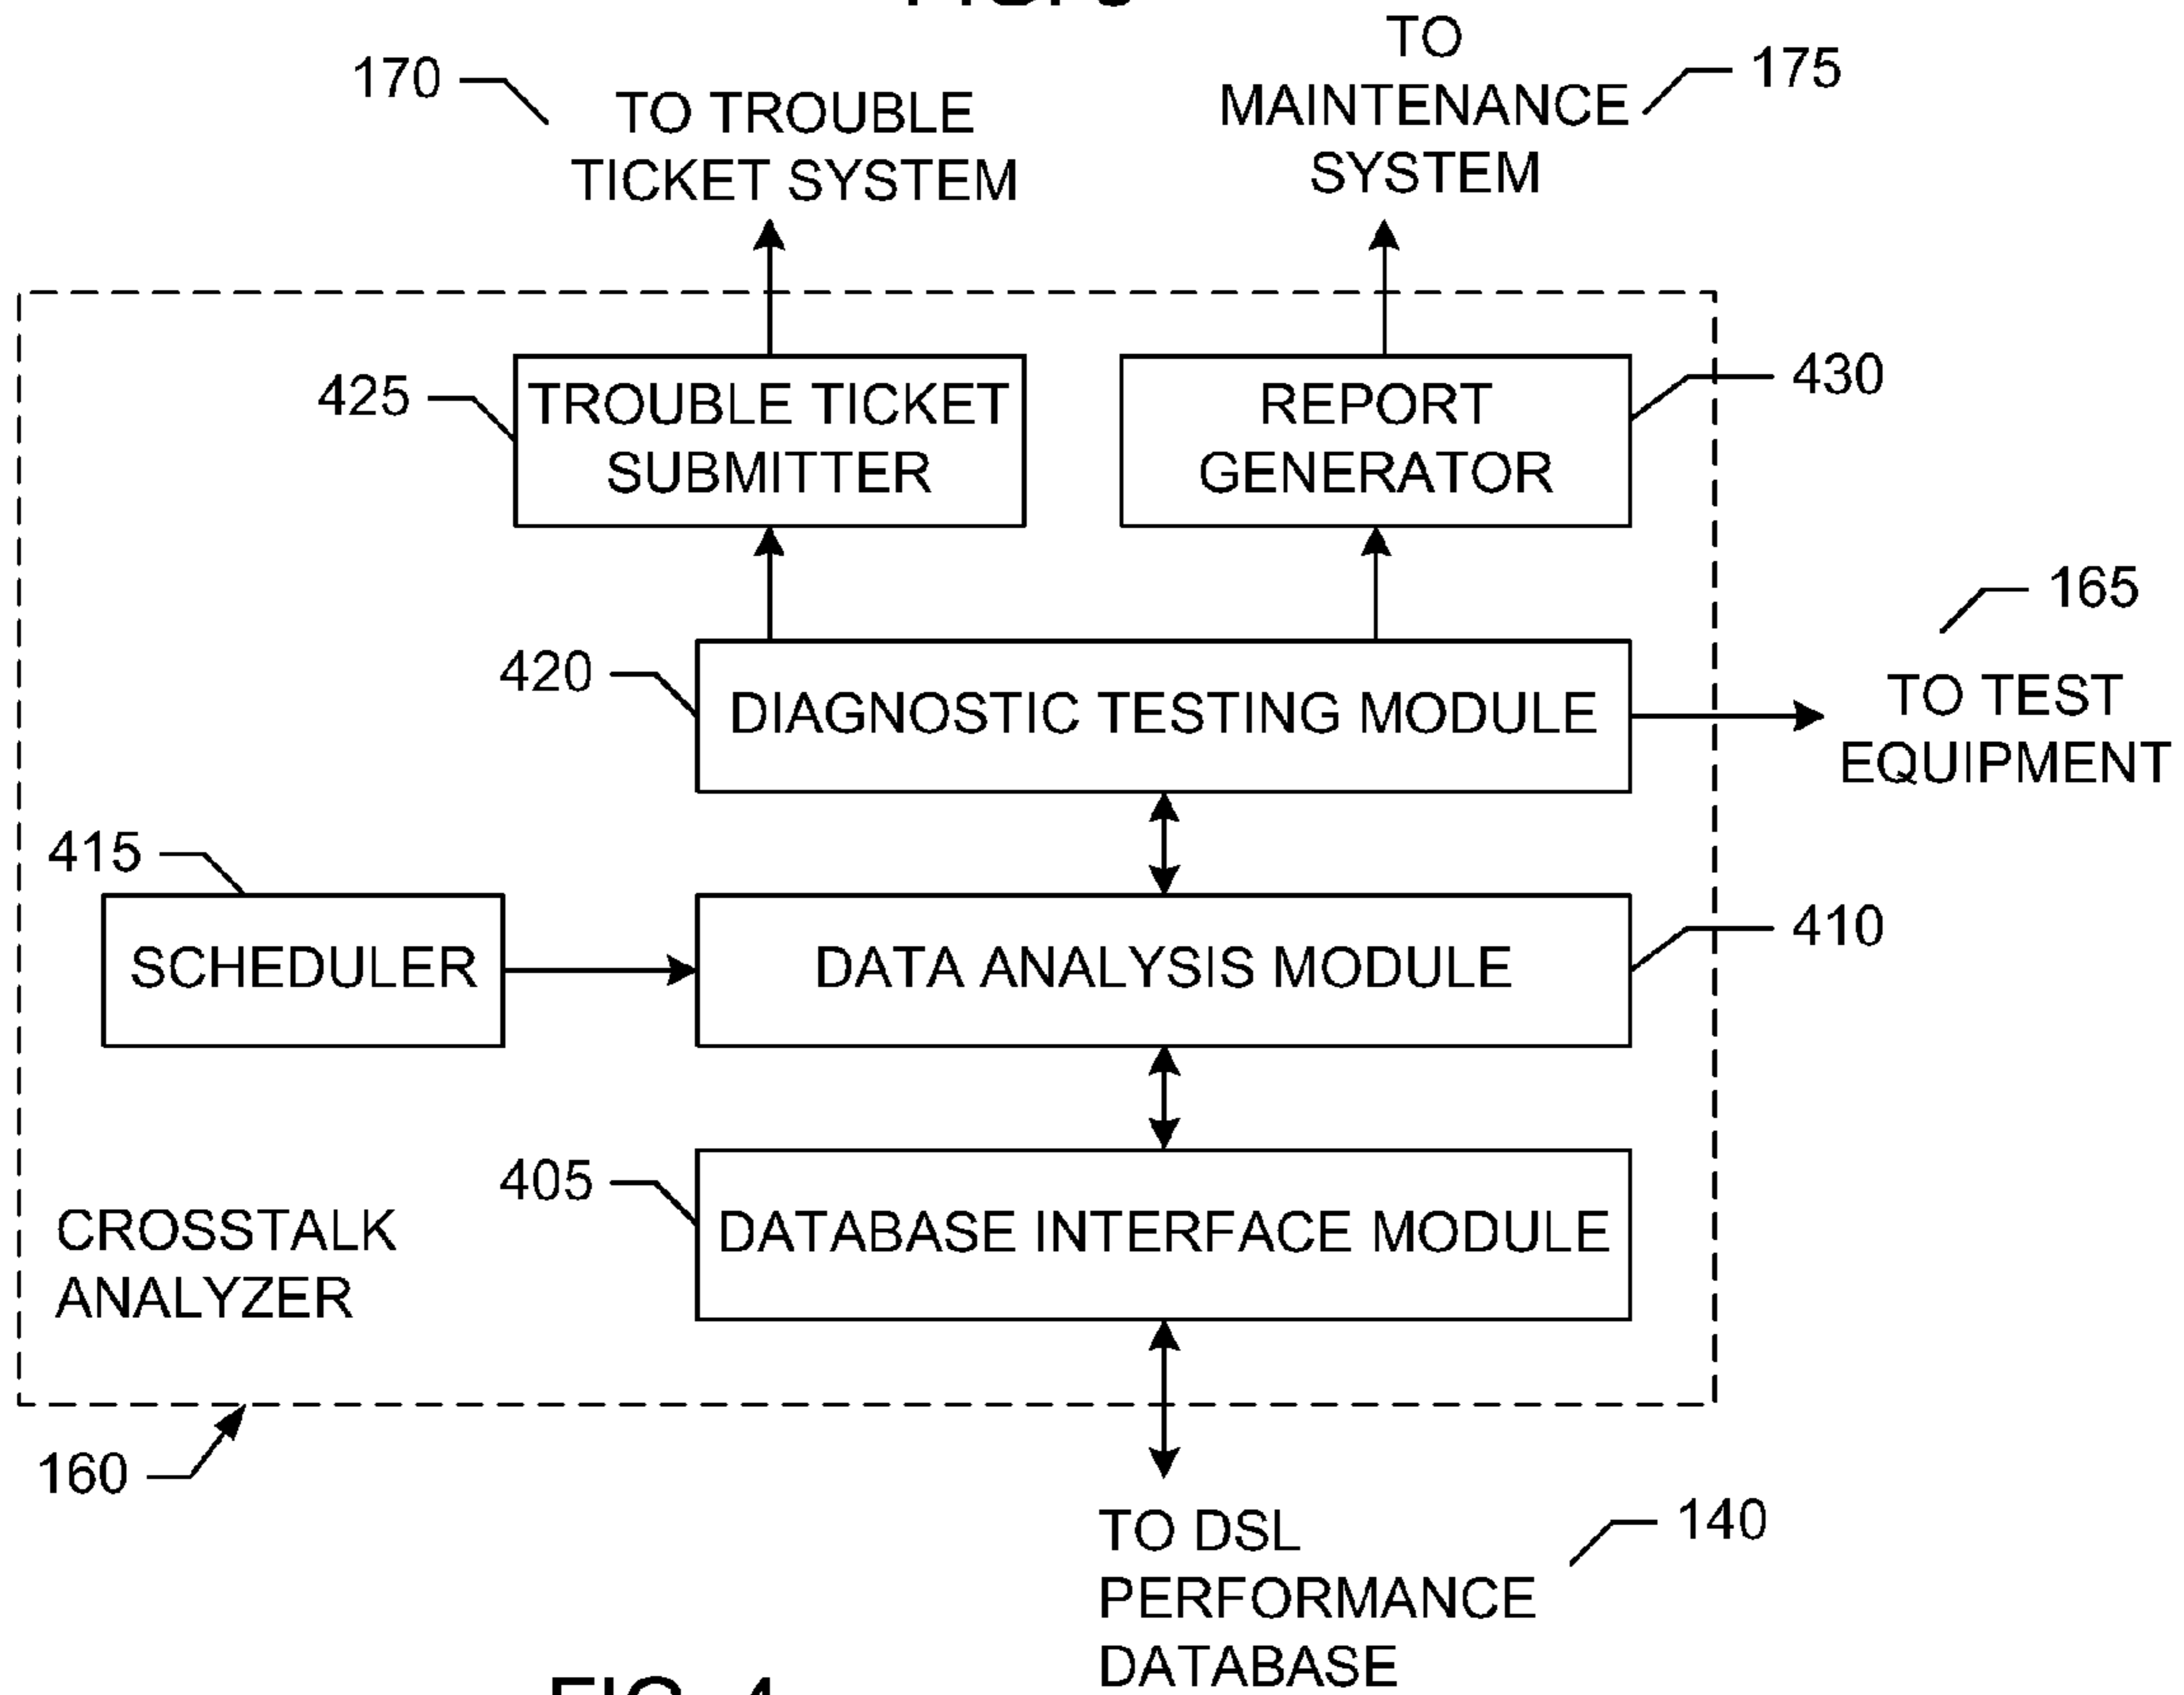 TO
MAINTENANCE
SYSTEM
175
170
TO TROUBLE
TICKET SYSTEM
425
TROUBLE TICKET
SUBMITTER
REPORT
GENERATOR
430
165
TO TEST
EQUIPMENT
420
DIAGNOSTIC TESTING MODULE
415
SCHEDULER
DATA ANALYSIS MODULE
410
405
DATABASE INTERFACE MODULE
CROSSTALK
ANALYZER
160
TO DSL
PERFORMANCE
DATABASE
140
FIG. 4